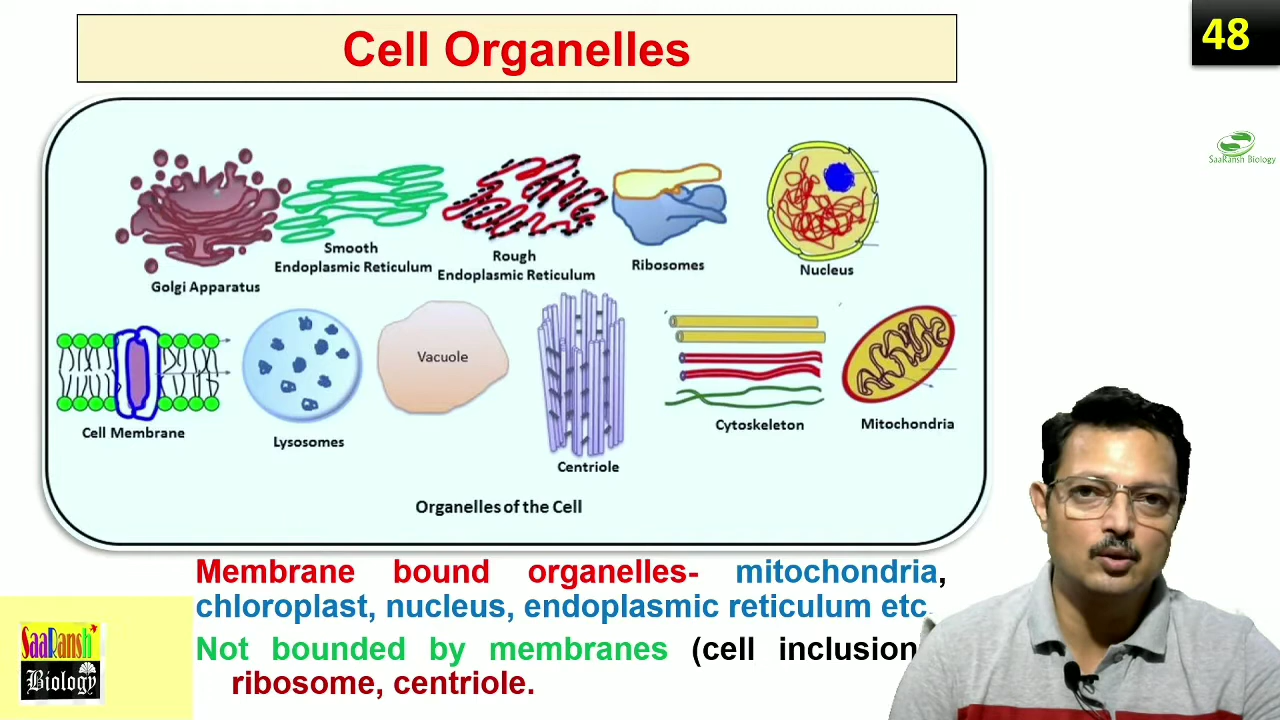 Cell Organelles
48
SaaRansh Biology
Golgi Apparatus
Smooth
Endoplasmic Reticulum
Rough
Endoplasmic Reticulum
Ribosomes
Nucleus
Cell Membrane
Lysosomes
Vacuole
Centriole
Cytoskeleton
Mitochondria
Organelles of the Cell
Membrane bound organelles- mitochondria,
chloroplast, nucleus, endoplasmic reticulum etc.
Not bounded by membranes (cell inclusion
ribosome, centriole.
SaaRansh
Biology